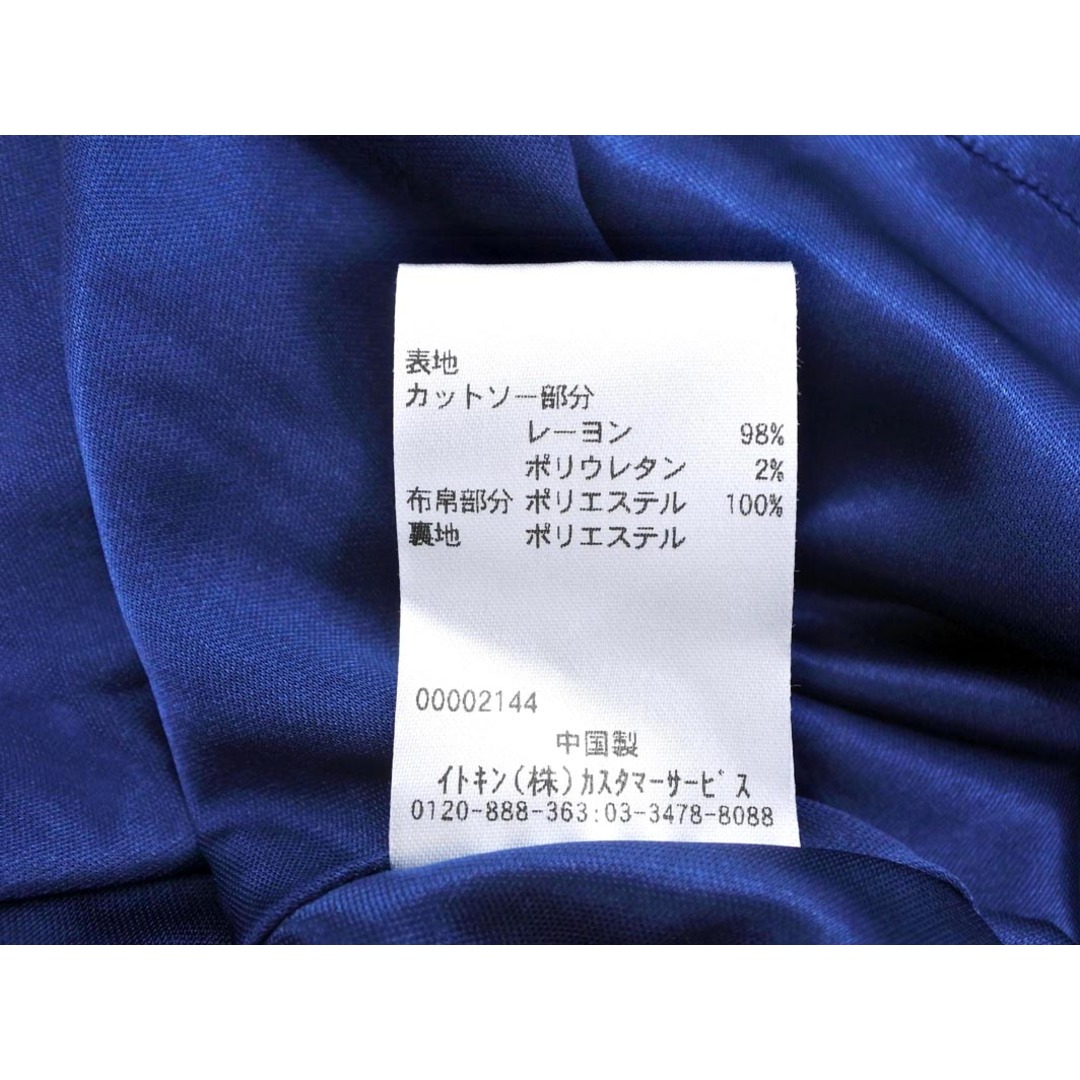 表地
カットソー部分
レーヨン 98%
ポリウレタン 2%
布帛部分 ポリエステル 100%
裏地 ポリエステル
00002144
中国製
イトキン(株)カスタマーサービス
0120-888-363:03-3478-8088